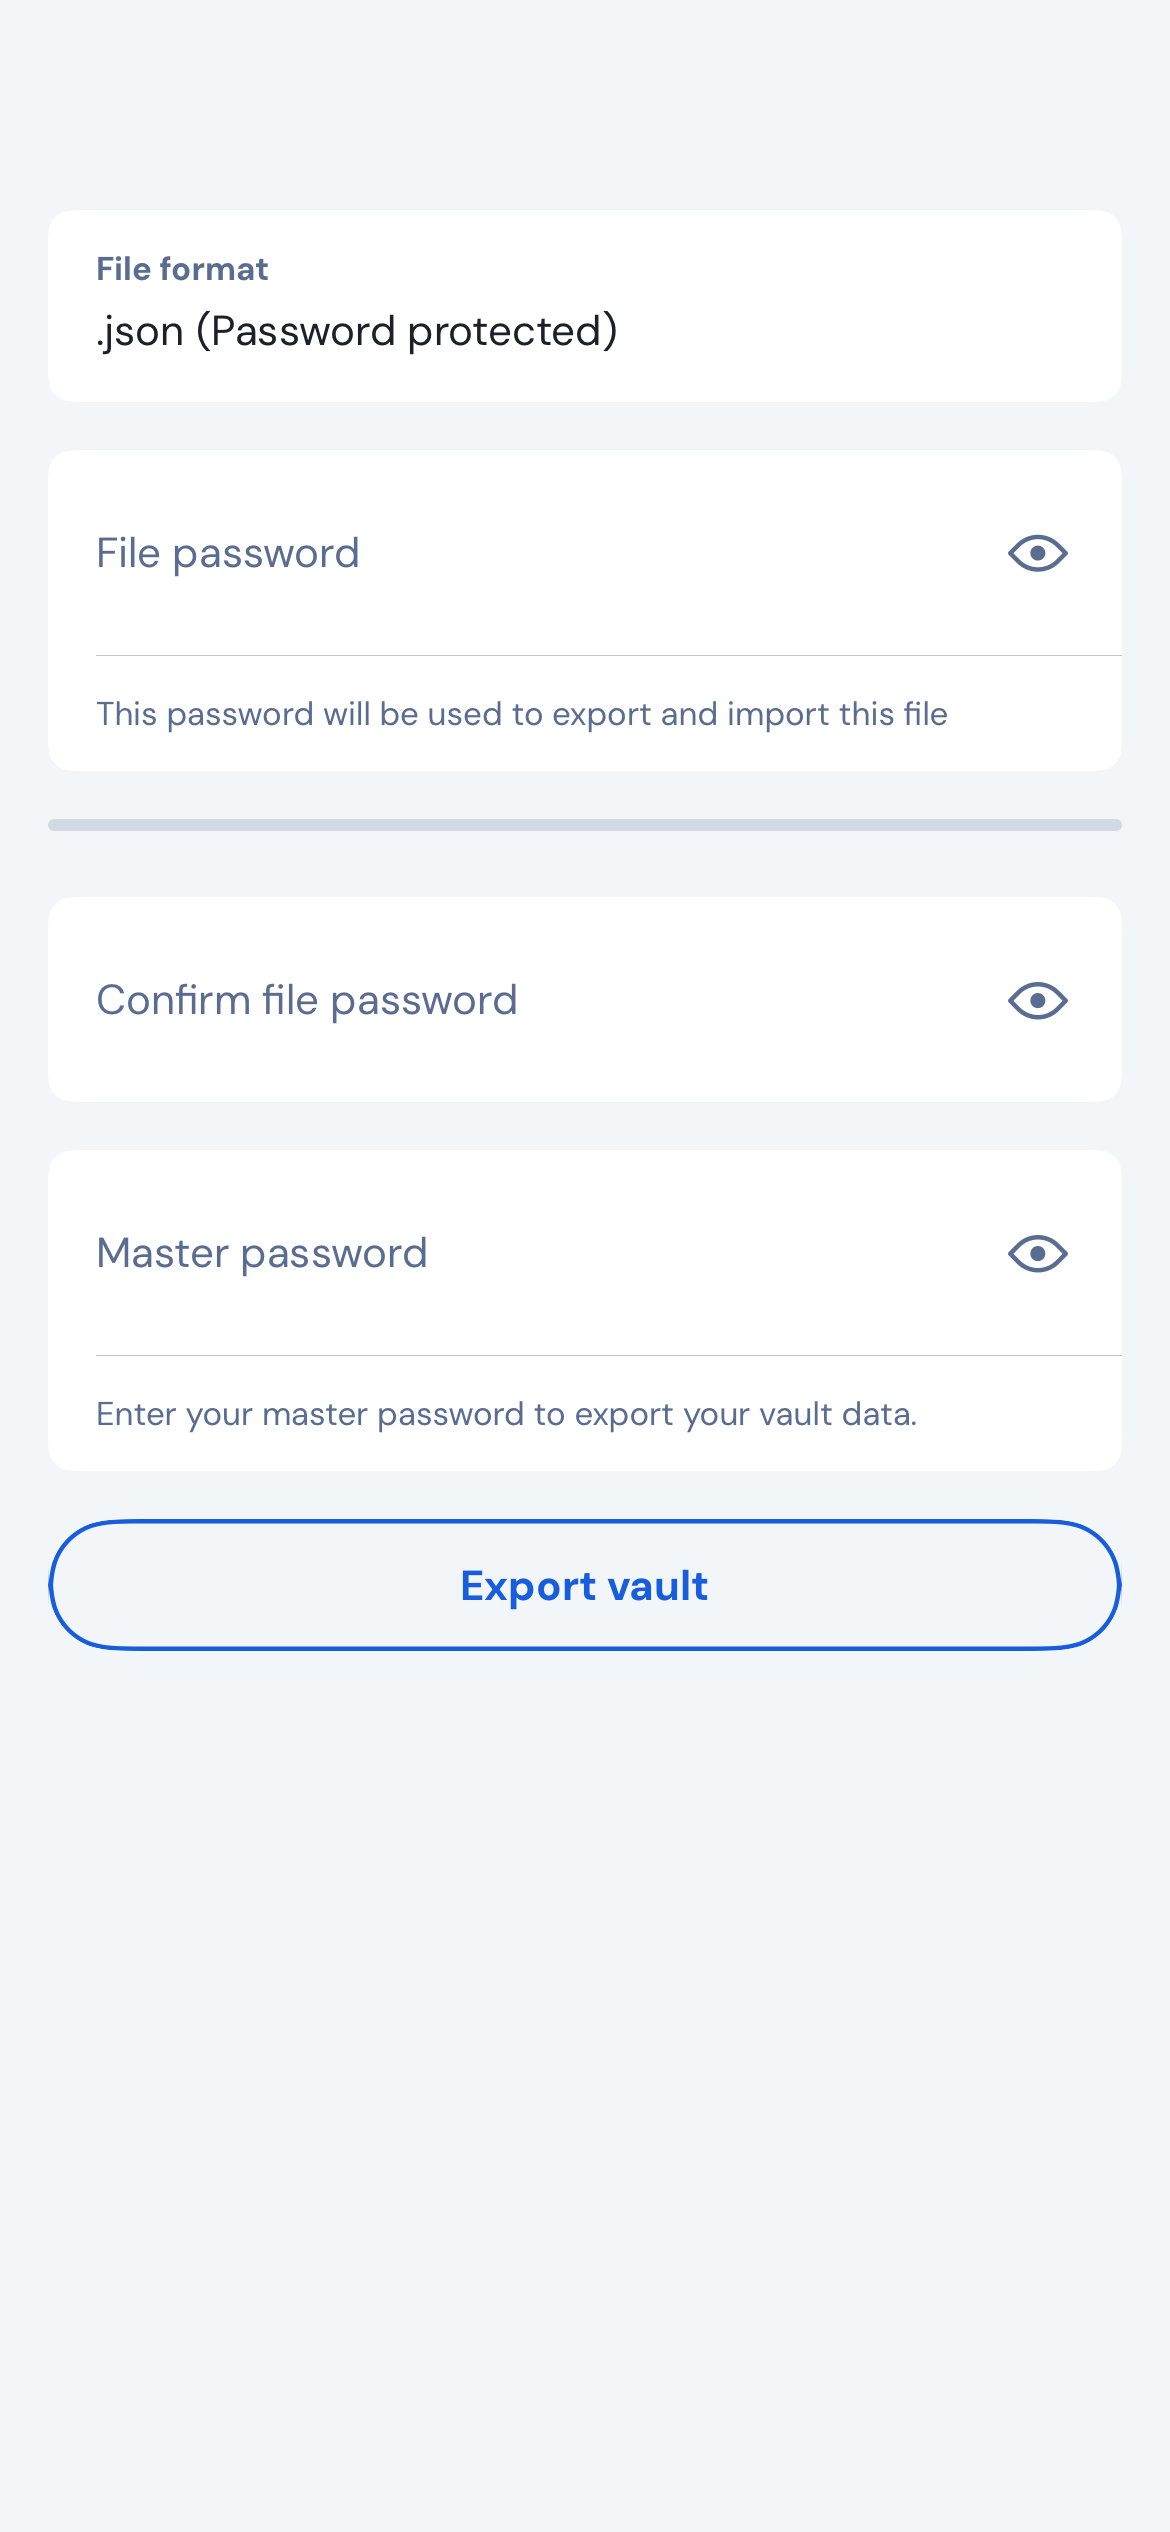 File format
.json (Password protected)
File password
This password will be used to export and import this file
Confirm file password
Master password
Enter your master password to export your vault data.
Export vault